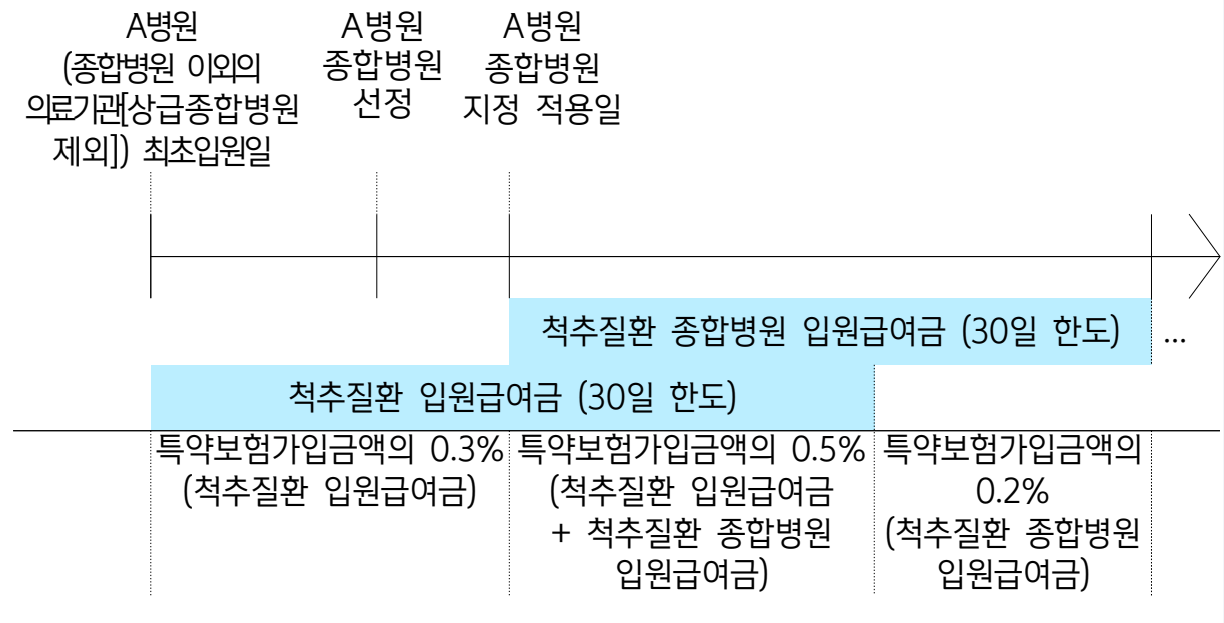 A병원
(종합병원 이외의
의료기관[상급종합병원
제외]) 최초입원일
A병원
종합병원
선정
A병원
종합병원
지정 적용일
척추질환 종합병원 입원급여금 (30일 한도)
...
척추질환 입원급여금 (30일 한도)
특약보험가입금액의 0.3%
(척추질환 입원급여금)
특약보험가입금액의 0.5%
(척추질환 입원급여금
+ 척추질환 종합병원
입원급여금)
특약보험가입금액의
0.2%
(척추질환 종합병원
입원급여금)